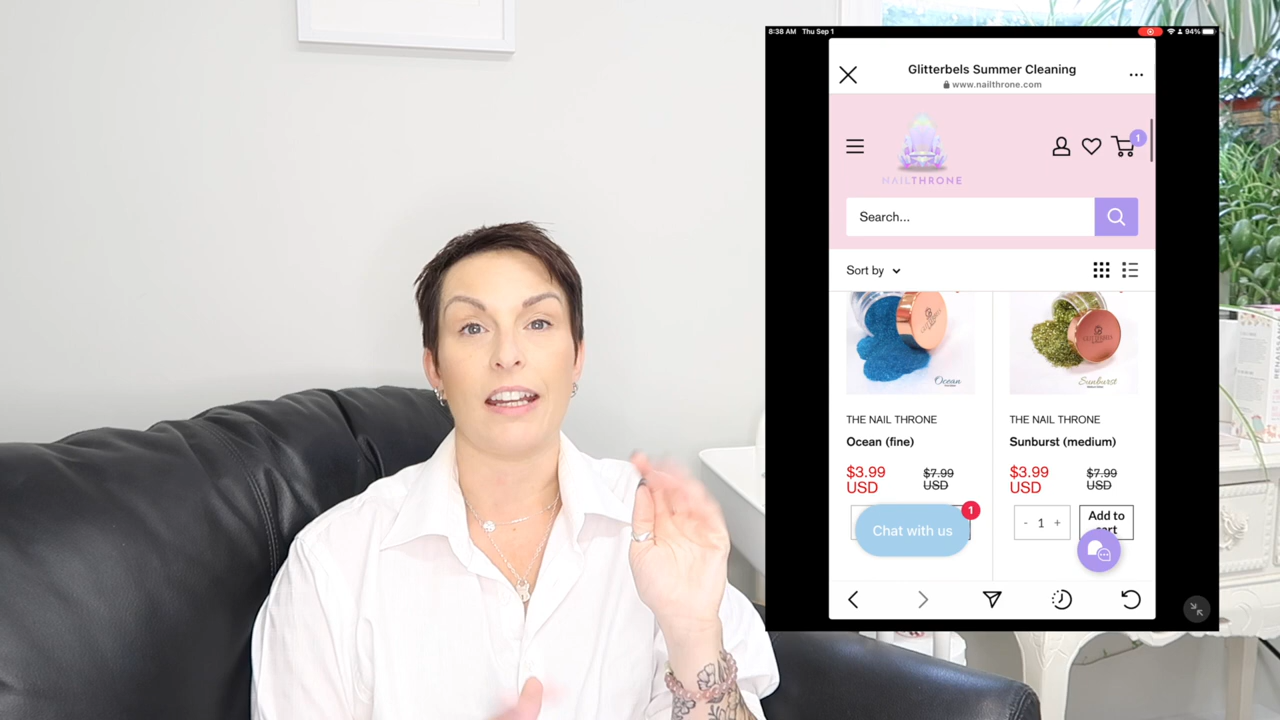 8:38 AM Thu Sep 1
94%
Glitterbels Summer Cleaning
www.nailthrone.com
NAILTHRONE
1
Search...
Sort by
Ocean
Sunburst
THE NAIL THRONE
Ocean (fine)
$3.99 USD
$7.99 USD
THE NAIL THRONE
Sunburst (medium)
$3.99 USD
$7.99 USD
- 1 +
Add to cart
Chat with us
1